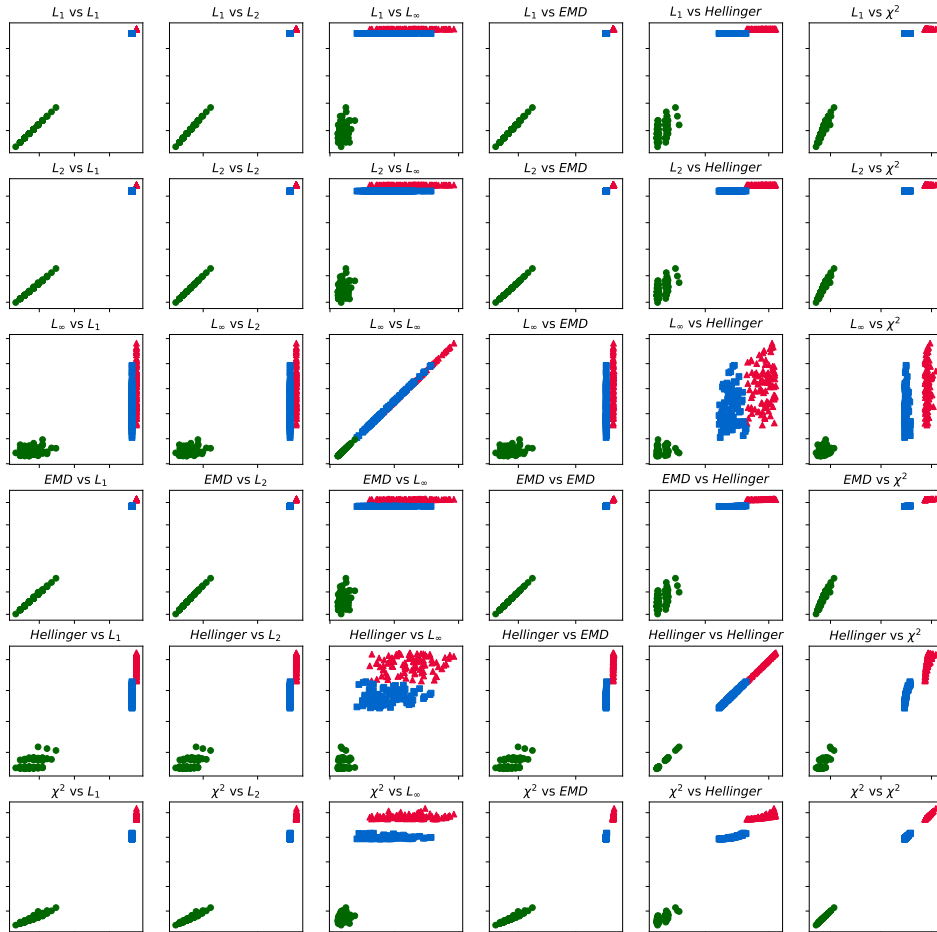 L₁ vs L₁
L₁ vs L₂
L₁ vs L∞
L₁ vs EMD
L₁ vs Hellinger
L₁ vs χ²
L₂ vs L₁
L₂ vs L₂
L₂ vs L∞
L₂ vs EMD
L₂ vs Hellinger
L₂ vs χ²
L∞ vs L₁
L∞ vs L₂
L∞ vs L∞
L∞ vs EMD
L∞ vs Hellinger
L∞ vs χ²
EMD vs L₁
EMD vs L₂
EMD vs L∞
EMD vs EMD
EMD vs Hellinger
EMD vs χ²
Hellinger vs L₁
Hellinger vs L₂
Hellinger vs L∞
Hellinger vs EMD
Hellinger vs Hellinger
Hellinger vs χ²
χ² vs L₁
χ² vs L₂
χ² vs L∞
χ² vs EMD
χ² vs Hellinger
χ² vs χ²